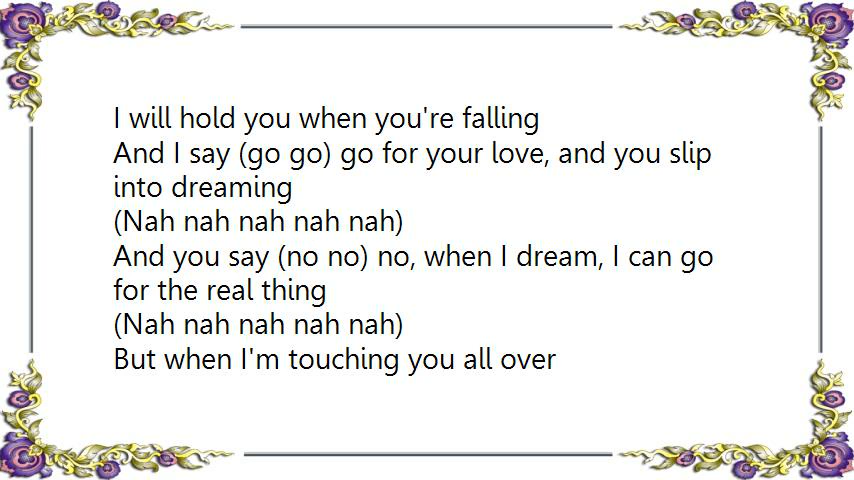 I will hold you when you're falling
And I say (go go) go for your love, and you slip
into dreaming
(Nah nah nah nah nah)
And you say (no no) no, when I dream, I can go
for the real thing
(Nah nah nah nah nah)
But when I'm touching you all over